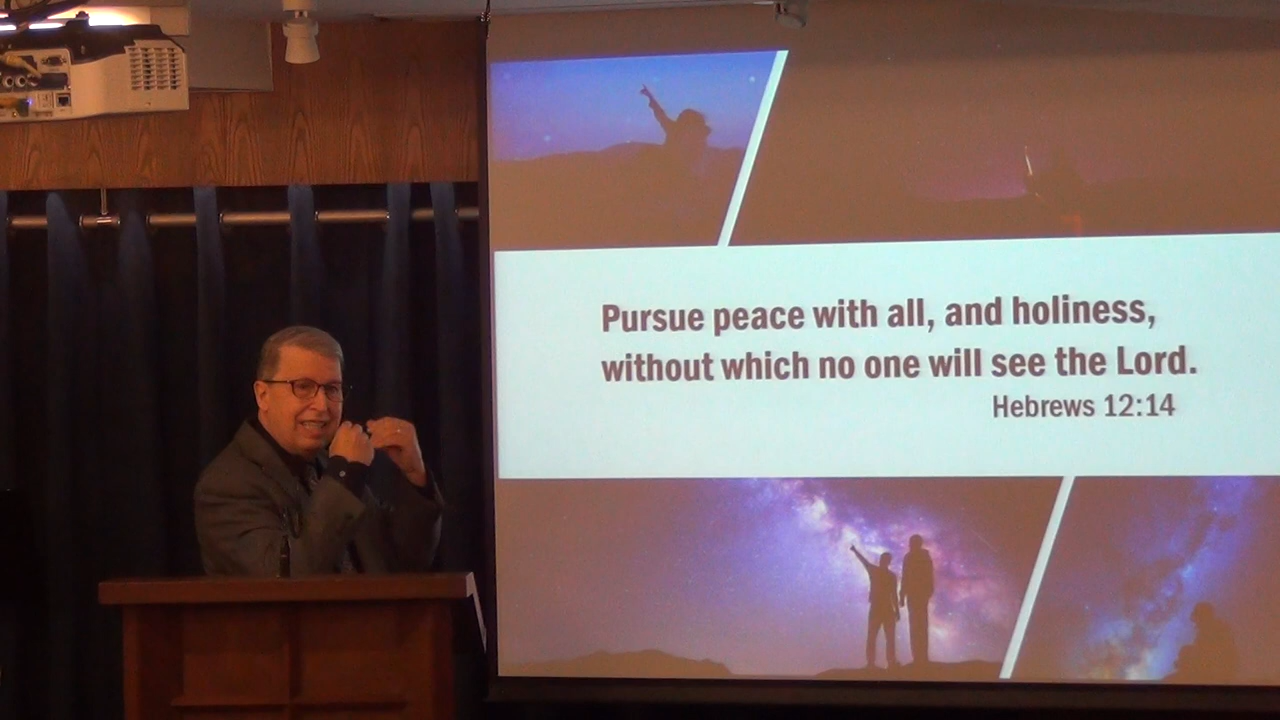 Pursue peace with all, and holiness,
without which no one will see the Lord.
Hebrews 12:14